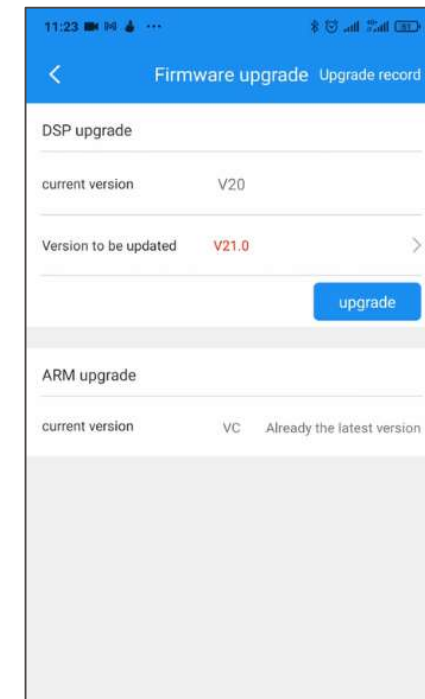 11:23 ...
Firmware upgrade Upgrade record
DSP upgrade
current version V20
Version to be updated V21.0
upgrade
ARM upgrade
current version VC Already the latest version